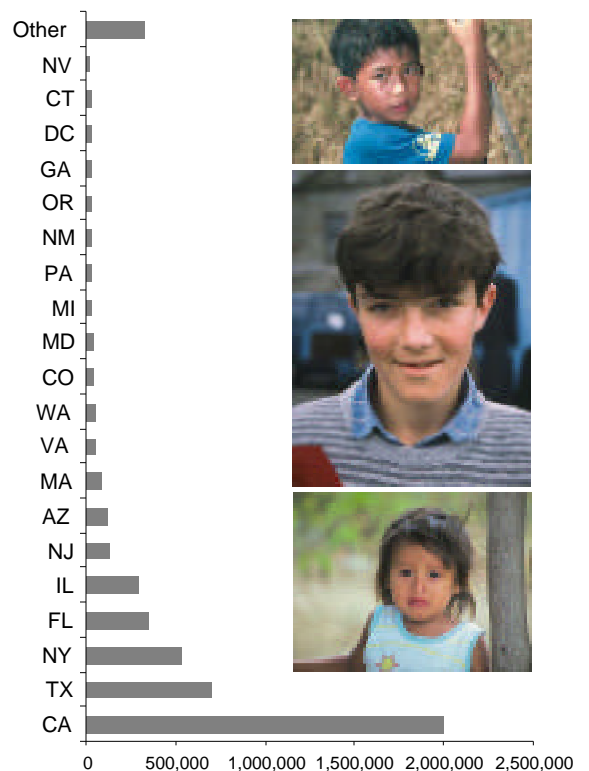 Other
NV
CT
DC
GA
OR
NM
PA
MI
MD
CO
WA
VA
MA
AZ
NJ
IL
FL
NY
TX
CA
0 500,000 1,000,000 1,500,000 2,000,000 2,500,000